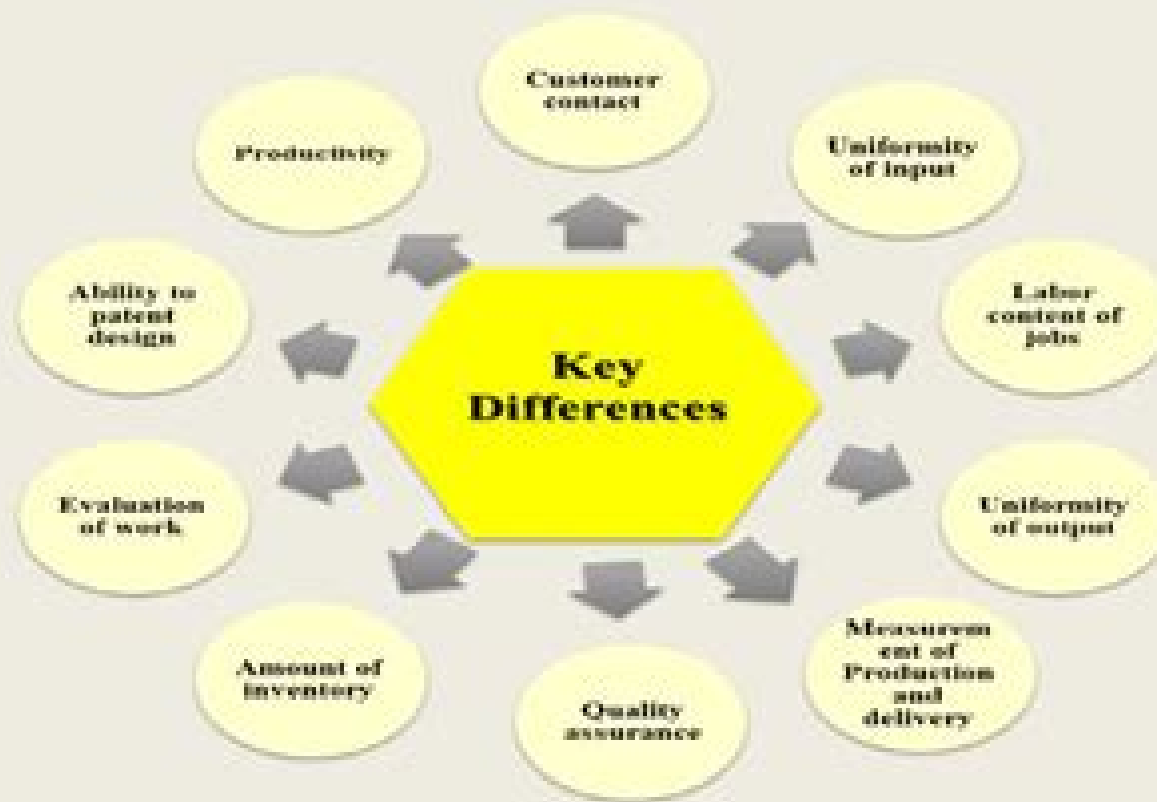 Customer
contact
Uniformity
of input
Labor
content of
jobs
Uniformity
of output
Measurem
ent of
Production
and
delivery
Quality
assurance
Amount of
inventory
Evaluation
of work
Ability to
patent
design
Productivity
Key
Differences